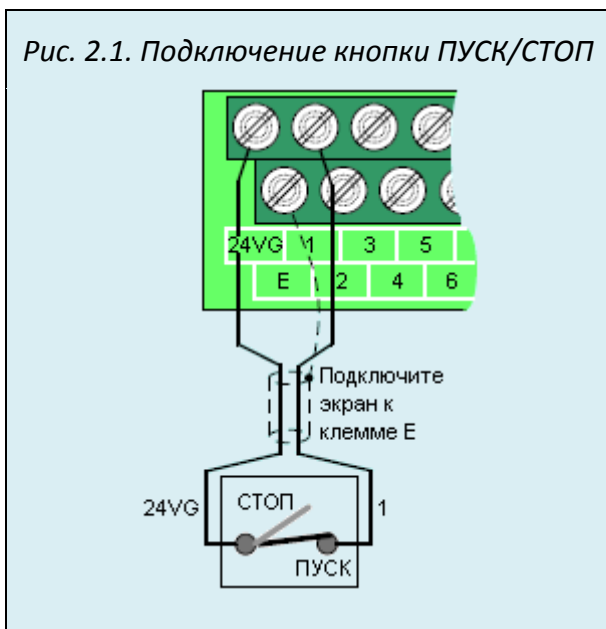 Рис. 2.1. Подключение кнопки ПУСК/СТОП
24VG 1 3 5
E 2 4 6
Подключите
экран к
клемме E
24VG
СТОП
1
ПУСК